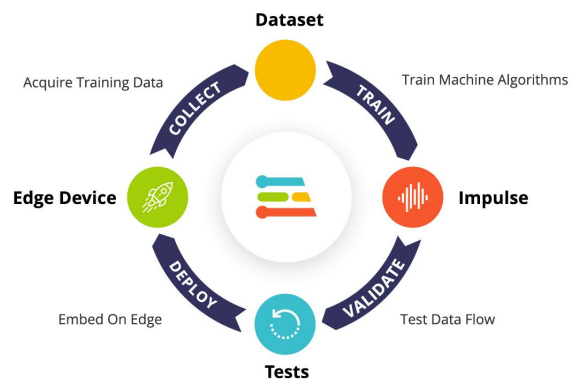 Dataset
Acquire Training Data
COLLECT
TRAIN
Train Machine Algorithms
Edge Device
Impulse
DEPLOY
VALIDATE
Embed On Edge
Test Data Flow
Tests